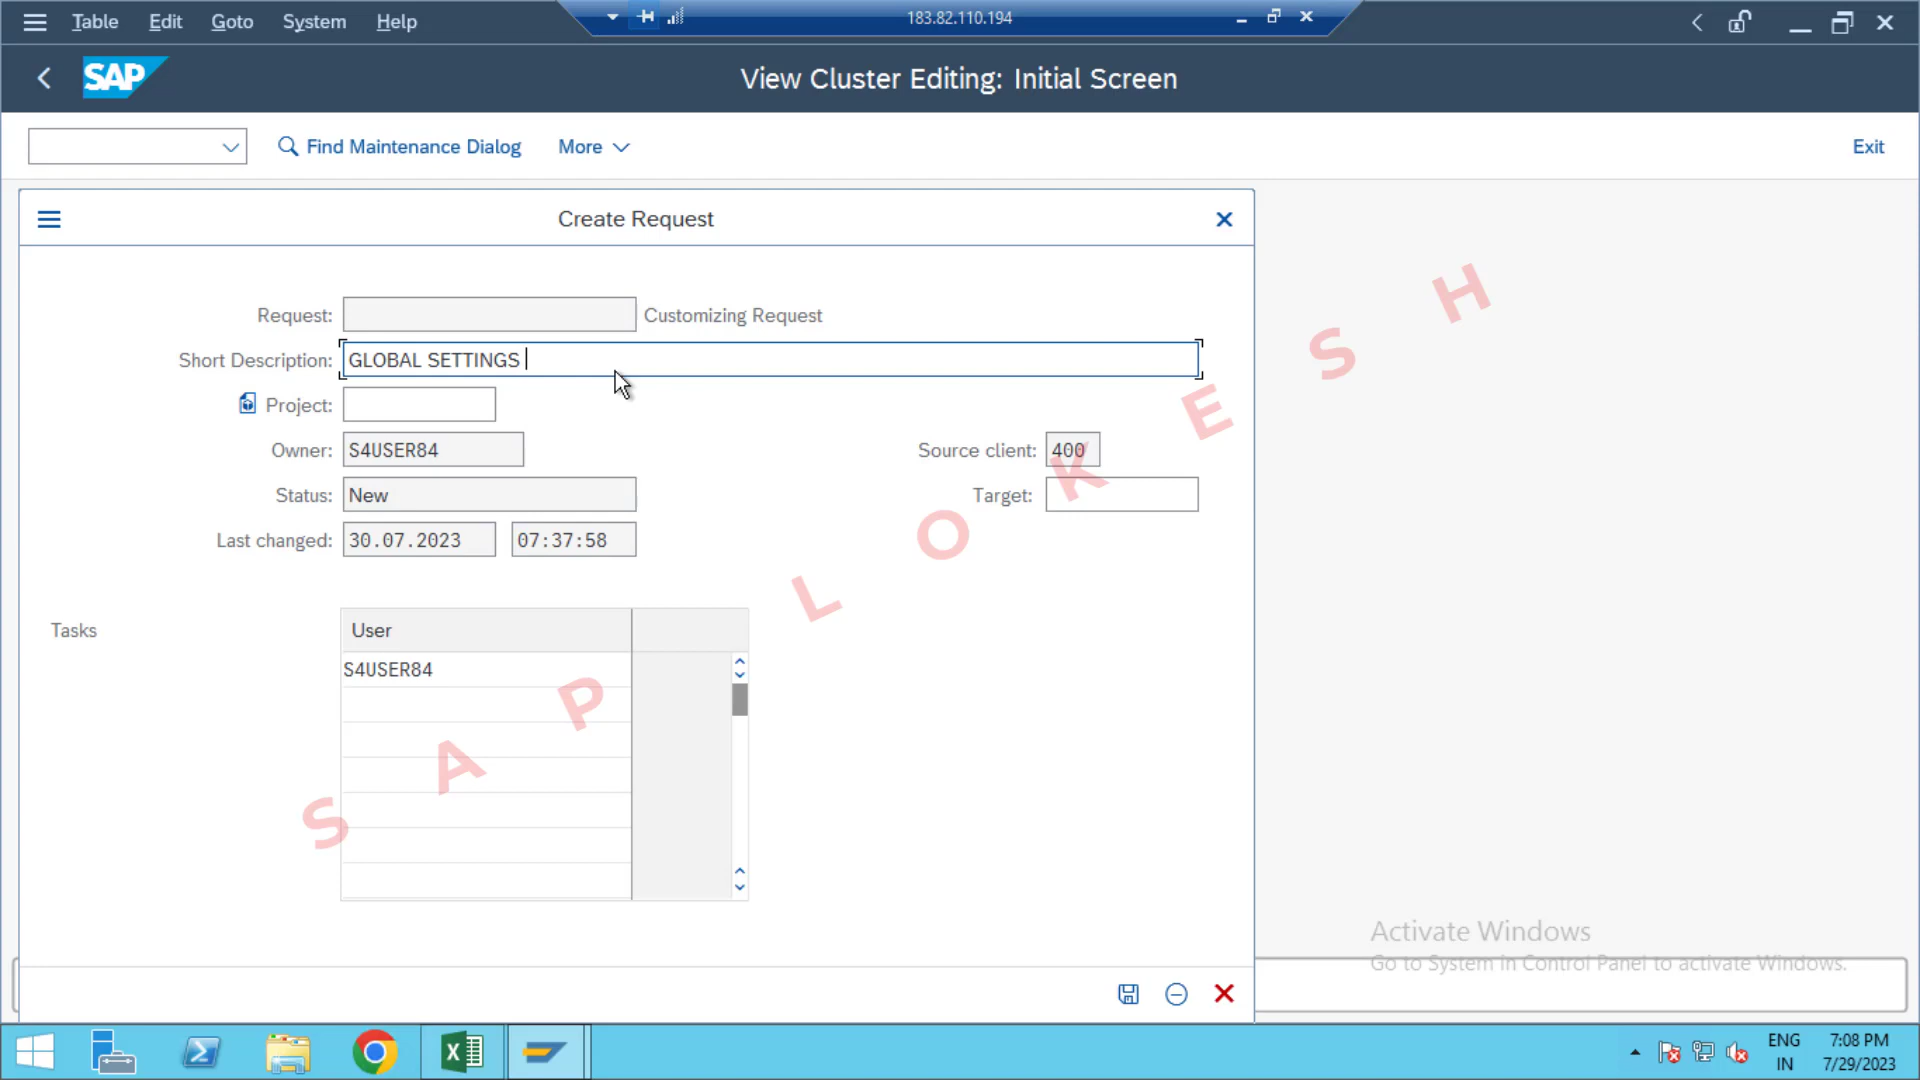 Table Edit Goto System Help
183.82.110.194
SAP
View Cluster Editing: Initial Screen
Find Maintenance Dialog
More
Exit
Create Request
Request:
Customizing Request
Short Description: GLOBAL SETTINGS
Project:
Owner: S4USER84
Source client: 400
Status: New
Target:
Last changed: 30.07.2023 07:37:58
Tasks
User
S4USER84
SAP LOKESH
Activate Windows
Go to System in Control Panel to activate Windows.
ENG
IN
7:08 PM
7/29/2023